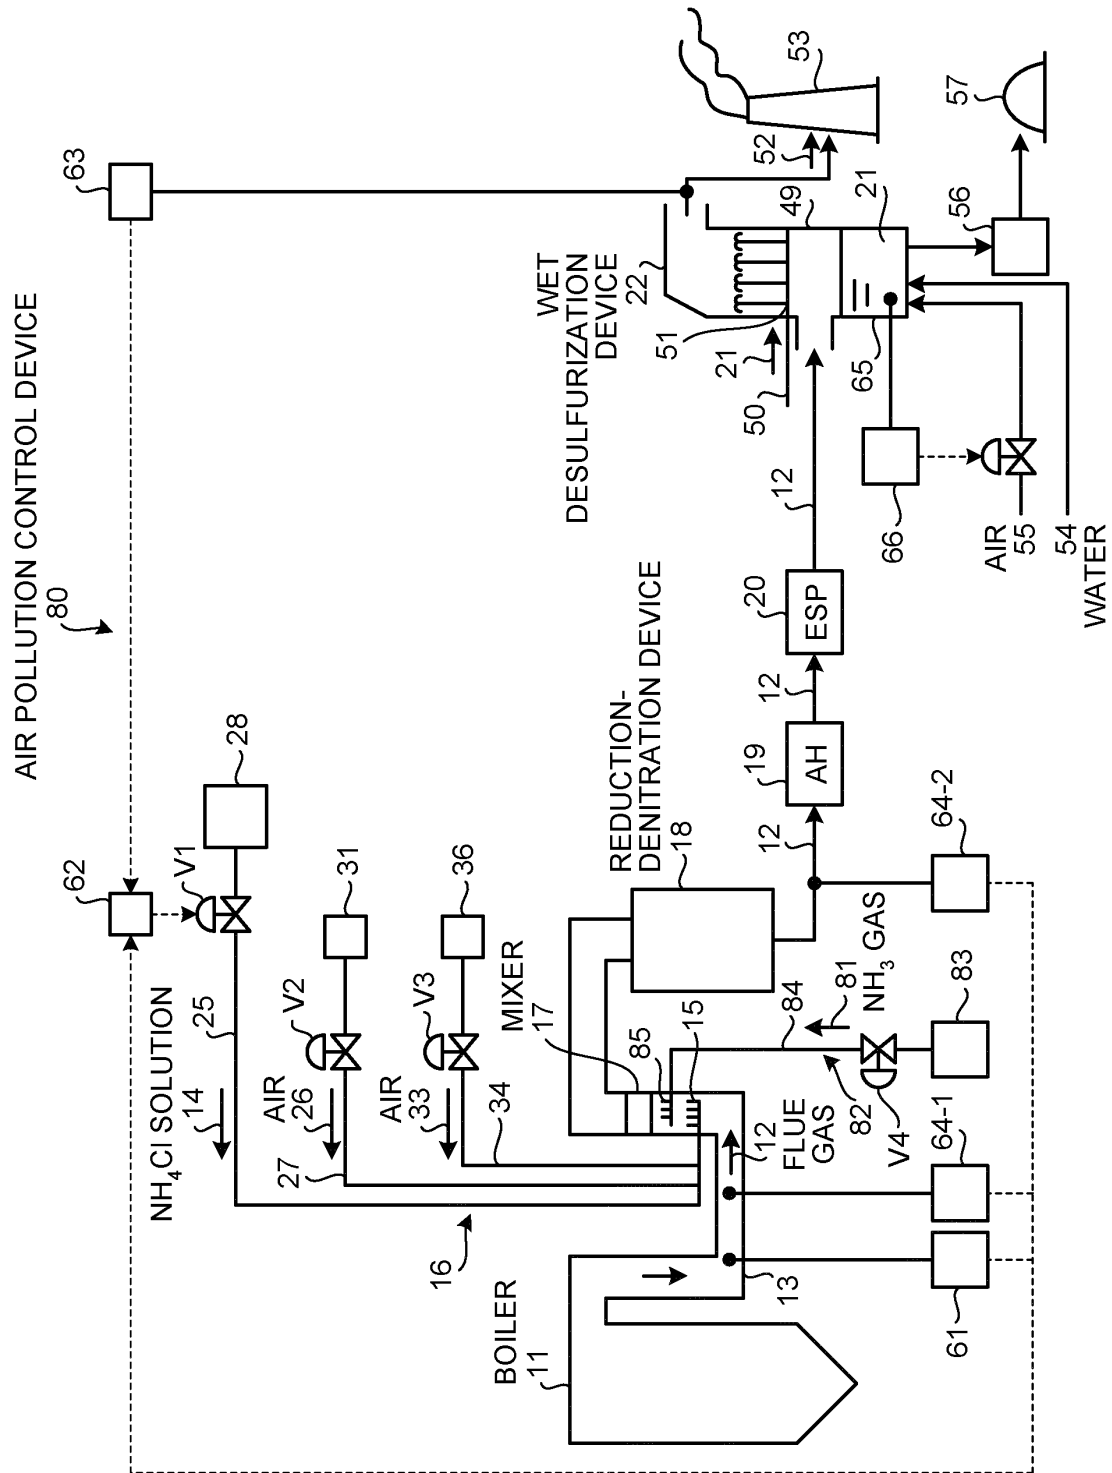 AIR POLLUTION CONTROL DEVICE
80
63
62
V1
28
NH4Cl SOLUTION
14
25
V2
31
AIR
26
27
V3
36
AIR
33
34
16
MIXER
17
85
15
REDUCTION-
DENITRATION DEVICE
18
BOILER
11
13
12
FLUE
GAS
82
84
81
NH3 GAS
V4
83
61
64-1
64-2
12
19
AH
12
20
ESP
12
WET
DESULFURIZATION
DEVICE
22
51
21
50
49
21
65
66
AIR
55
54
WATER
52
53
56
57